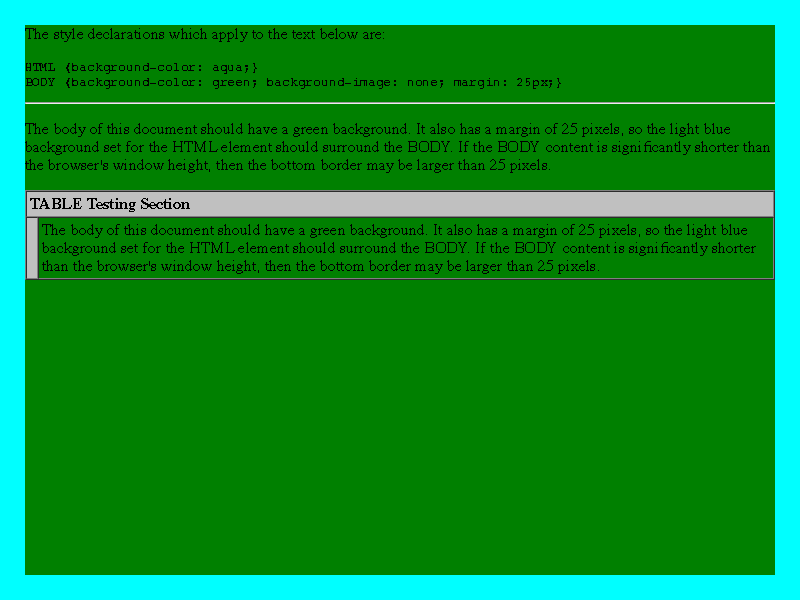 The style declarations which apply to the text below are:
HTML {background-color: aqua;}
BODY {background-color: green; background-image: none; margin: 25px;}
The body of this document should have a green background. It also has a margin of 25 pixels, so the light blue
background set for the HTML element should surround the BODY. If the BODY content is significantly shorter than
the browser's window height, then the bottom border may be larger than 25 pixels.
TABLE Testing Section
The body of this document should have a green background. It also has a margin of 25 pixels, so the light blue
background set for the HTML element should surround the BODY. If the BODY content is significantly shorter
than the browser's window height, then the bottom border may be larger than 25 pixels.